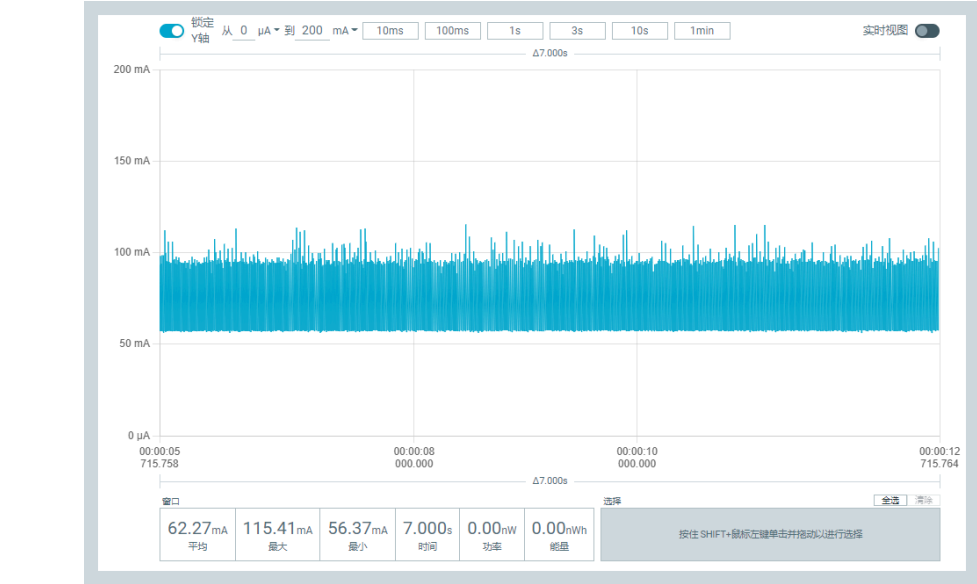 锁定
Y轴
从 0 μA 到 200 mA 10ms 100ms 1s 3s 10s 1min 实时视图
Δ7.000s
200 mA
150 mA
100 mA
50 mA
0 μA
00:00:05 00:00:08 00:00:10 00:00:12
715.758 000.000 000.000 715.764
Δ7.000s
窗口 选择 全选 清除
62.27mA 115.41mA 56.37mA 7.000s 0.00nW 0.00nWh
平均 最大 最小 时间 功率 能量
按住 SHIFT+鼠标左键单击并拖动以进行选择